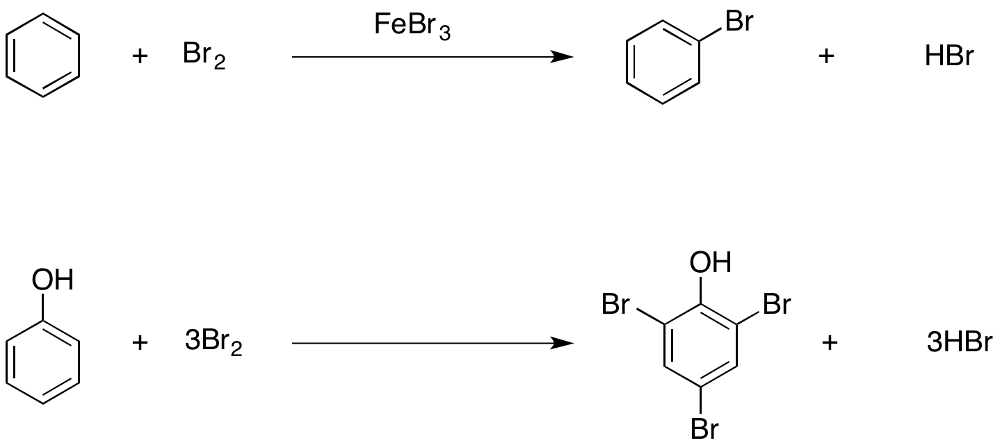 FeBr3
+ Br2 Br + HBr
OH OH
Br Br
+ 3Br2 + 3HBr
Br